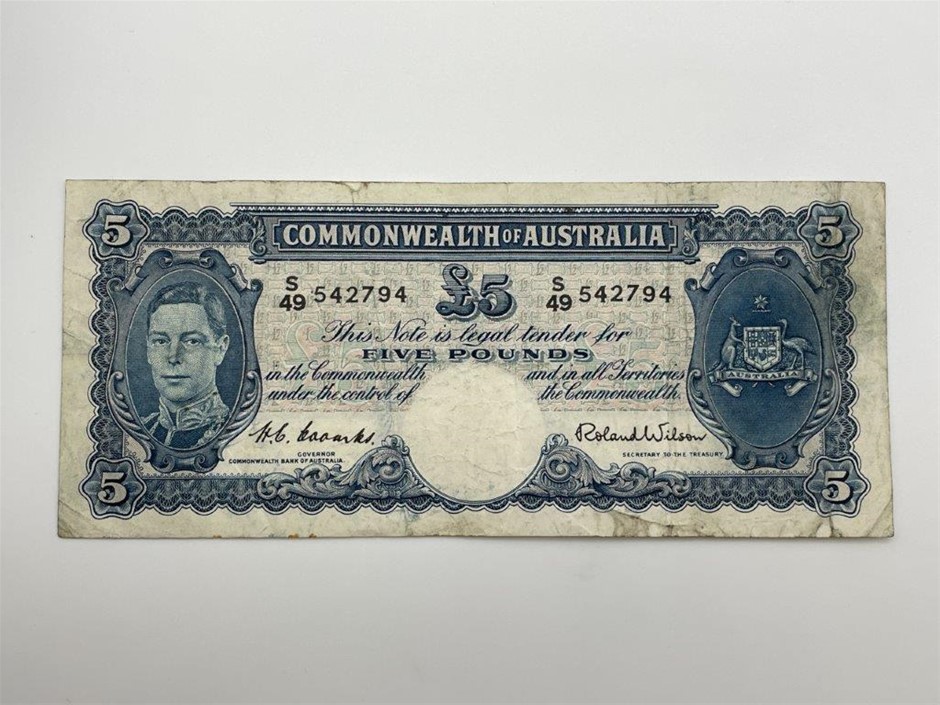 5 5
COMMONWEALTH OF AUSTRALIA
S/49 542794 £5 S/49 542794
This Note is legal tender for
FIVE POUNDS
in the Commonwealth and in all Territories
under the control of the Commonwealth.
AUSTRALIA
H.C. Coombs. Roland Wilson
GOVERNOR SECRETARY TO THE TREASURY
COMMONWEALTH BANK OF AUSTRALIA
5 5